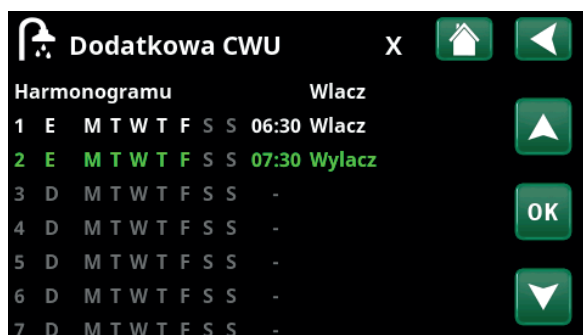 Dodatkowa CWU X
Harmonogramu Wlacz
1 E M T W T F S S 06:30 Wlacz
2 E M T W T F S S 07:30 Wylacz
3 D M T W T F S S -
4 D M T W T F S S -
OK
5 D M T W T F S S -
6 D M T W T F S S -
7 D M T W T F S S